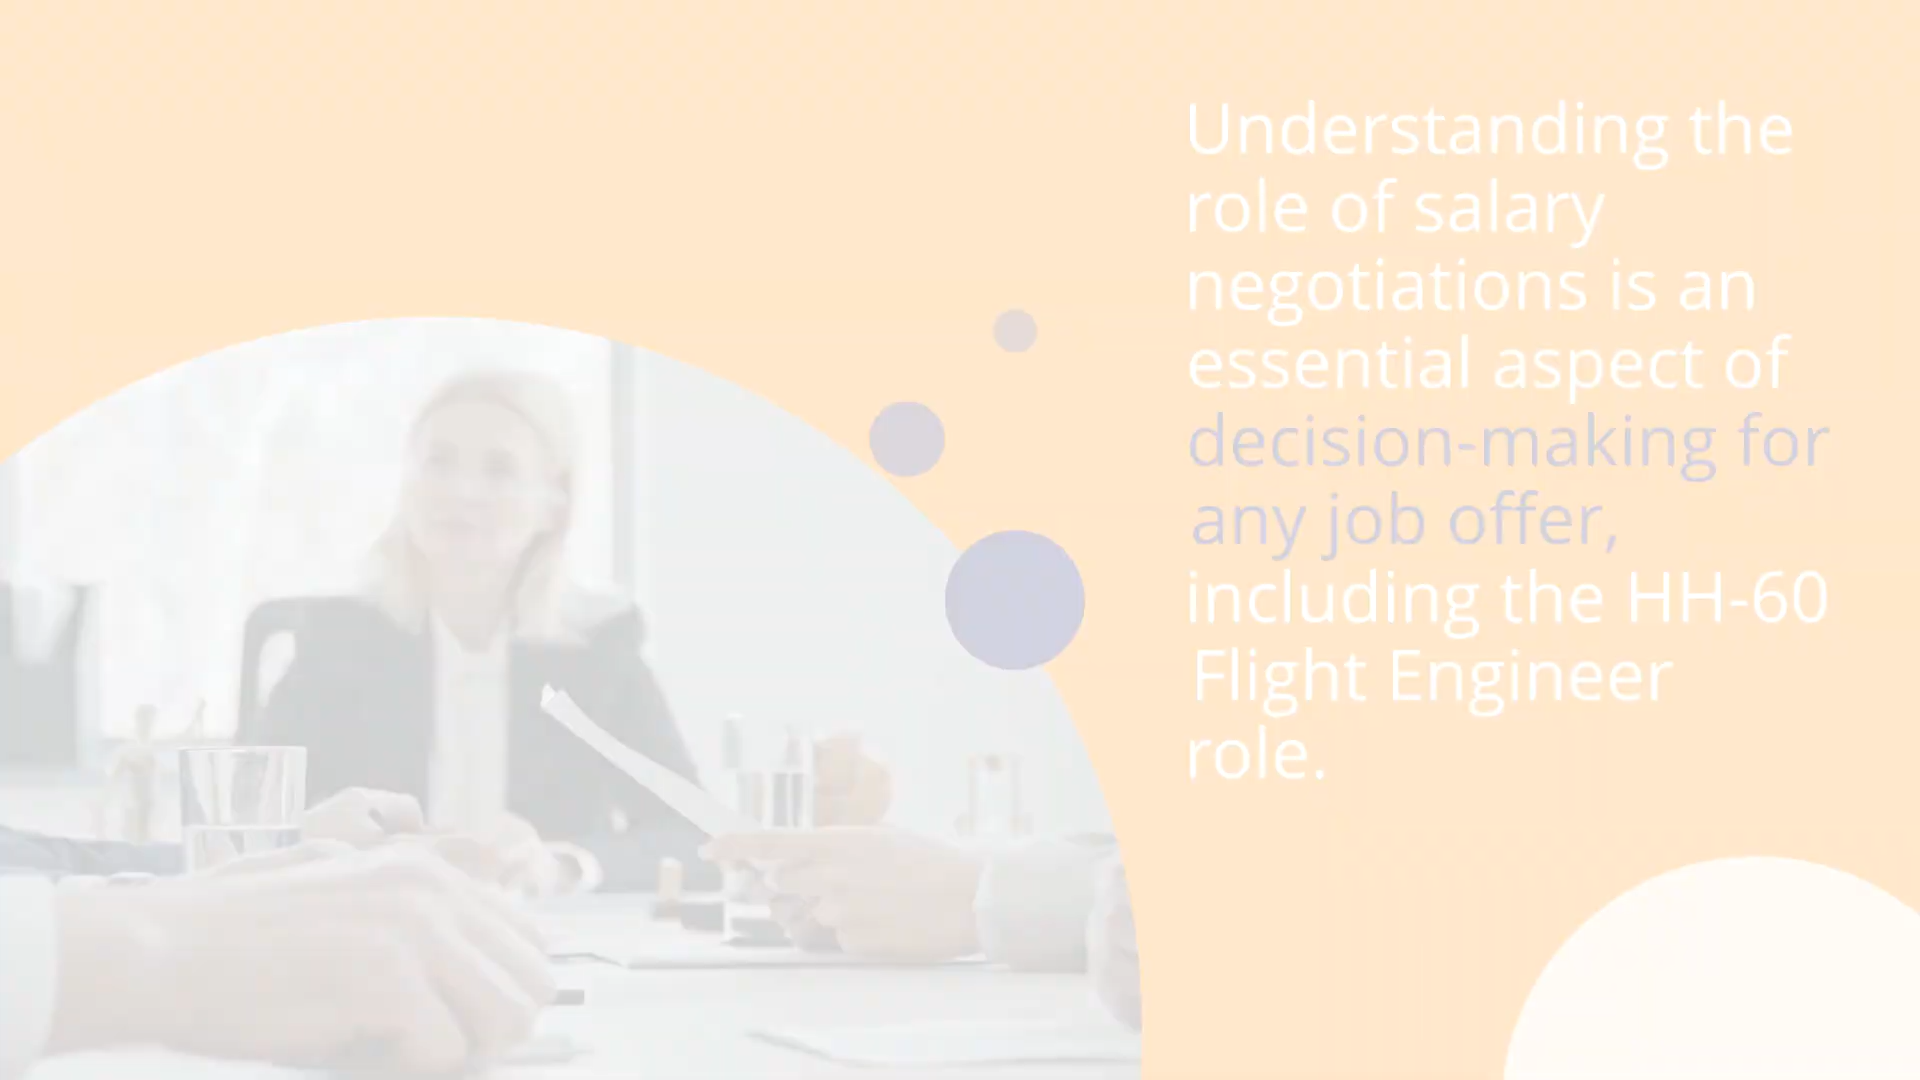 Understanding the
role of salary
negotiations is an
essential aspect of
decision-making for
any job offer,
including the HH-60
Flight Engineer
role.